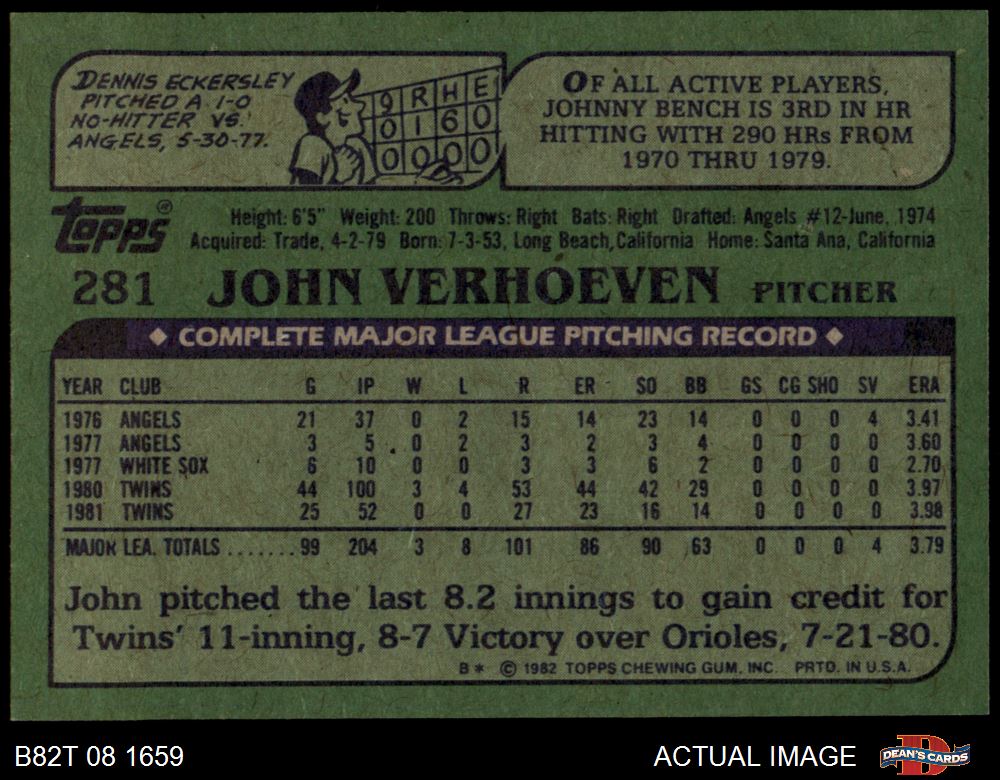 DENNIS ECKERSLEY
PITCHED A 1-0
NO-HITTER VS.
ANGELS, 5-30-77.
9 R H E
0 1 6 0
0 0 0 0
OF ALL ACTIVE PLAYERS,
JOHNNY BENCH IS 3RD IN HR
HITTING WITH 290 HRs FROM
1970 THRU 1979.
topps®
Height: 6'5" Weight: 200 Throws: Right Bats: Right Drafted: Angels #12-June, 1974
Acquired: Trade, 4-2-79 Born: 7-3-53, Long Beach, California Home: Santa Ana, California
281 JOHN VERHOEVEN PITCHER
◆ COMPLETE MAJOR LEAGUE PITCHING RECORD ◆
YEAR CLUB G IP W L R ER SO BB GS CG SHO SV ERA
1976 ANGELS 21 37 0 2 15 14 23 14 0 0 0 4 3.41
1977 ANGELS 3 5 0 2 3 2 3 4 0 0 0 0 3.60
1977 WHITE SOX 6 10 0 0 3 3 6 2 0 0 0 0 2.70
1980 TWINS 44 100 3 4 53 44 42 29 0 0 0 0 3.97
1981 TWINS 25 52 0 0 27 23 16 14 0 0 0 0 3.98
MAJOR LEA. TOTALS ....... 99 204 3 8 101 86 90 63 0 0 0 4 3.79
John pitched the last 8.2 innings to gain credit for
Twins' 11-inning, 8-7 Victory over Orioles, 7-21-80.
B* © 1982 TOPPS CHEWING GUM, INC. PRTD. IN U.S.A.
B82T 08 1659
ACTUAL IMAGE
DEAN'S CARDS